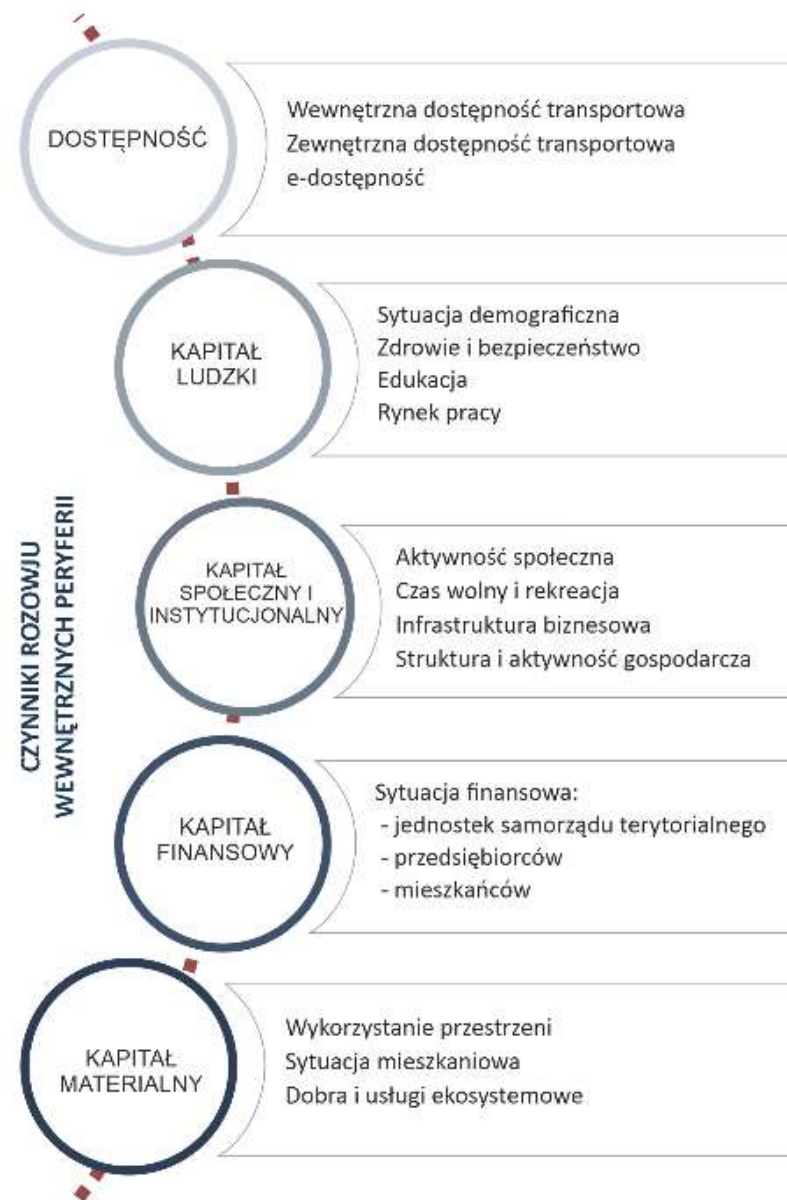 DOSTĘPNOŚĆ
Wewnętrzna dostępność transportowa
Zewnętrzna dostępność transportowa
e-dostępność
KAPITAŁ
LUDZKI
Sytuacja demograficzna
Zdrowie i bezpieczeństwo
Edukacja
Rynek pracy
CZYNNIKI ROZOWJU
WEWNĘTRZNYCH PERYFERII
KAPITAŁ
SPOŁECZNY I
INSTYTUCJONALNY
Aktywność społeczna
Czas wolny i rekreacja
Infrastruktura biznesowa
Struktura i aktywność gospodarcza
KAPITAŁ
FINANSOWY
Sytuacja finansowa:
- jednostek samorządu terytorialnego
- przedsiębiorców
- mieszkańców
KAPITAŁ
MATERIALNY
Wykorzystanie przestrzeni
Sytuacja mieszkaniowa
Dobra i usługi ekosystemowe